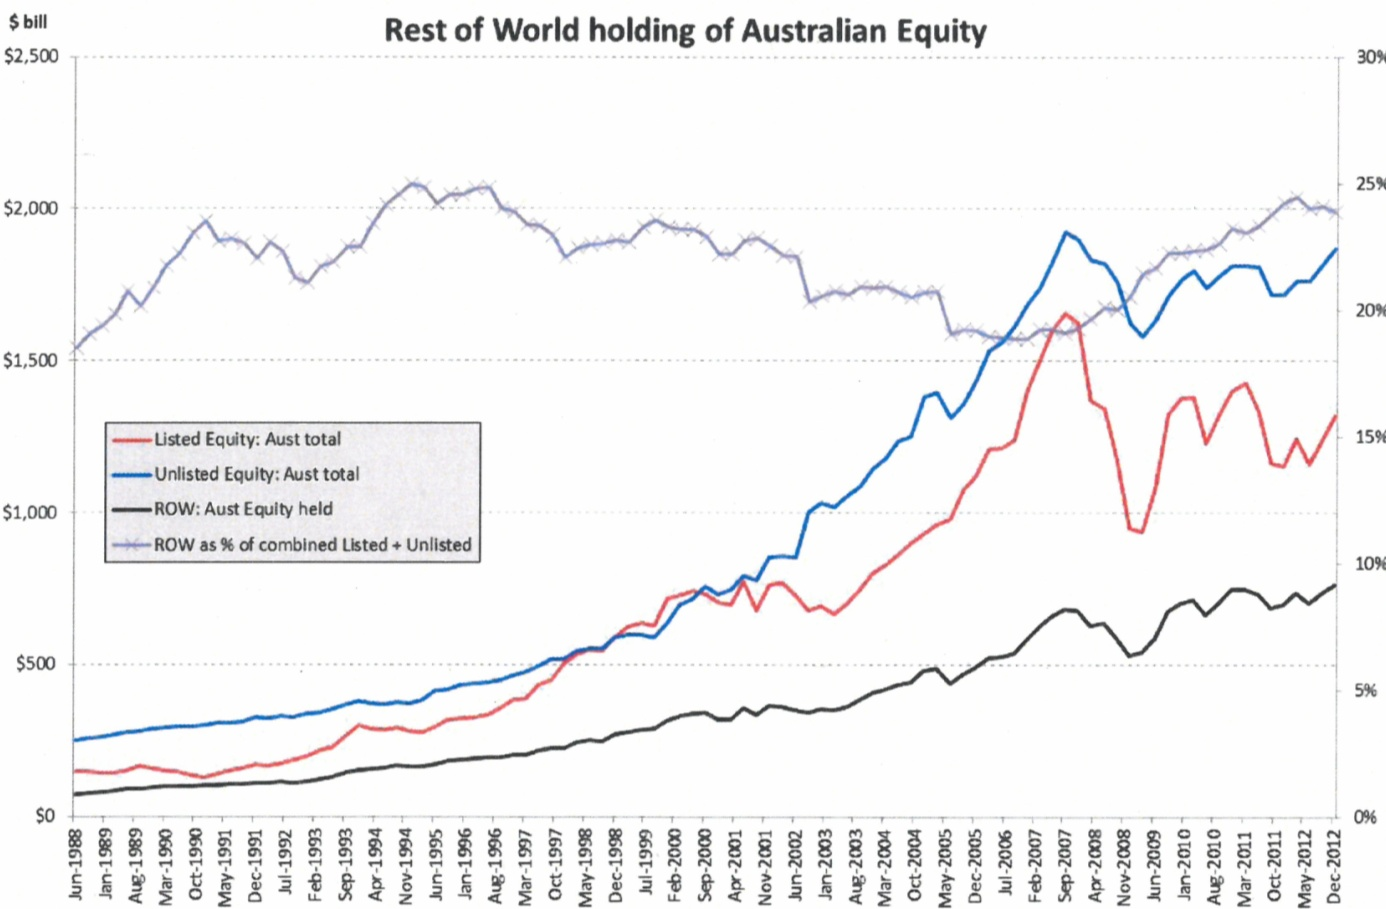 $ bill
Rest of World holding of Australian Equity
$2,500
$2,000
$1,500
$1,000
$500
$0
30%
25%
20%
15%
10%
5%
0%
Listed Equity: Aust total
Unlisted Equity: Aust total
ROW: Aust Equity held
ROW as % of combined Listed + Unlisted
Jun-1988
Jan-1989
Aug-1989
Mar-1990
Oct-1990
May-1991
Dec-1991
Jul-1992
Feb-1993
Sep-1993
Apr-1994
Nov-1994
Jun-1995
Jan-1996
Aug-1996
Mar-1997
Oct-1997
May-1998
Dec-1998
Jul-1999
Feb-2000
Sep-2000
Apr-2001
Nov-2001
Jun-2002
Jan-2003
Aug-2003
Mar-2004
Oct-2004
May-2005
Dec-2005
Jul-2006
Feb-2007
Sep-2007
Apr-2008
Nov-2008
Jun-2009
Jan-2010
Aug-2010
Mar-2011
Oct-2011
May-2012
Dec-2012